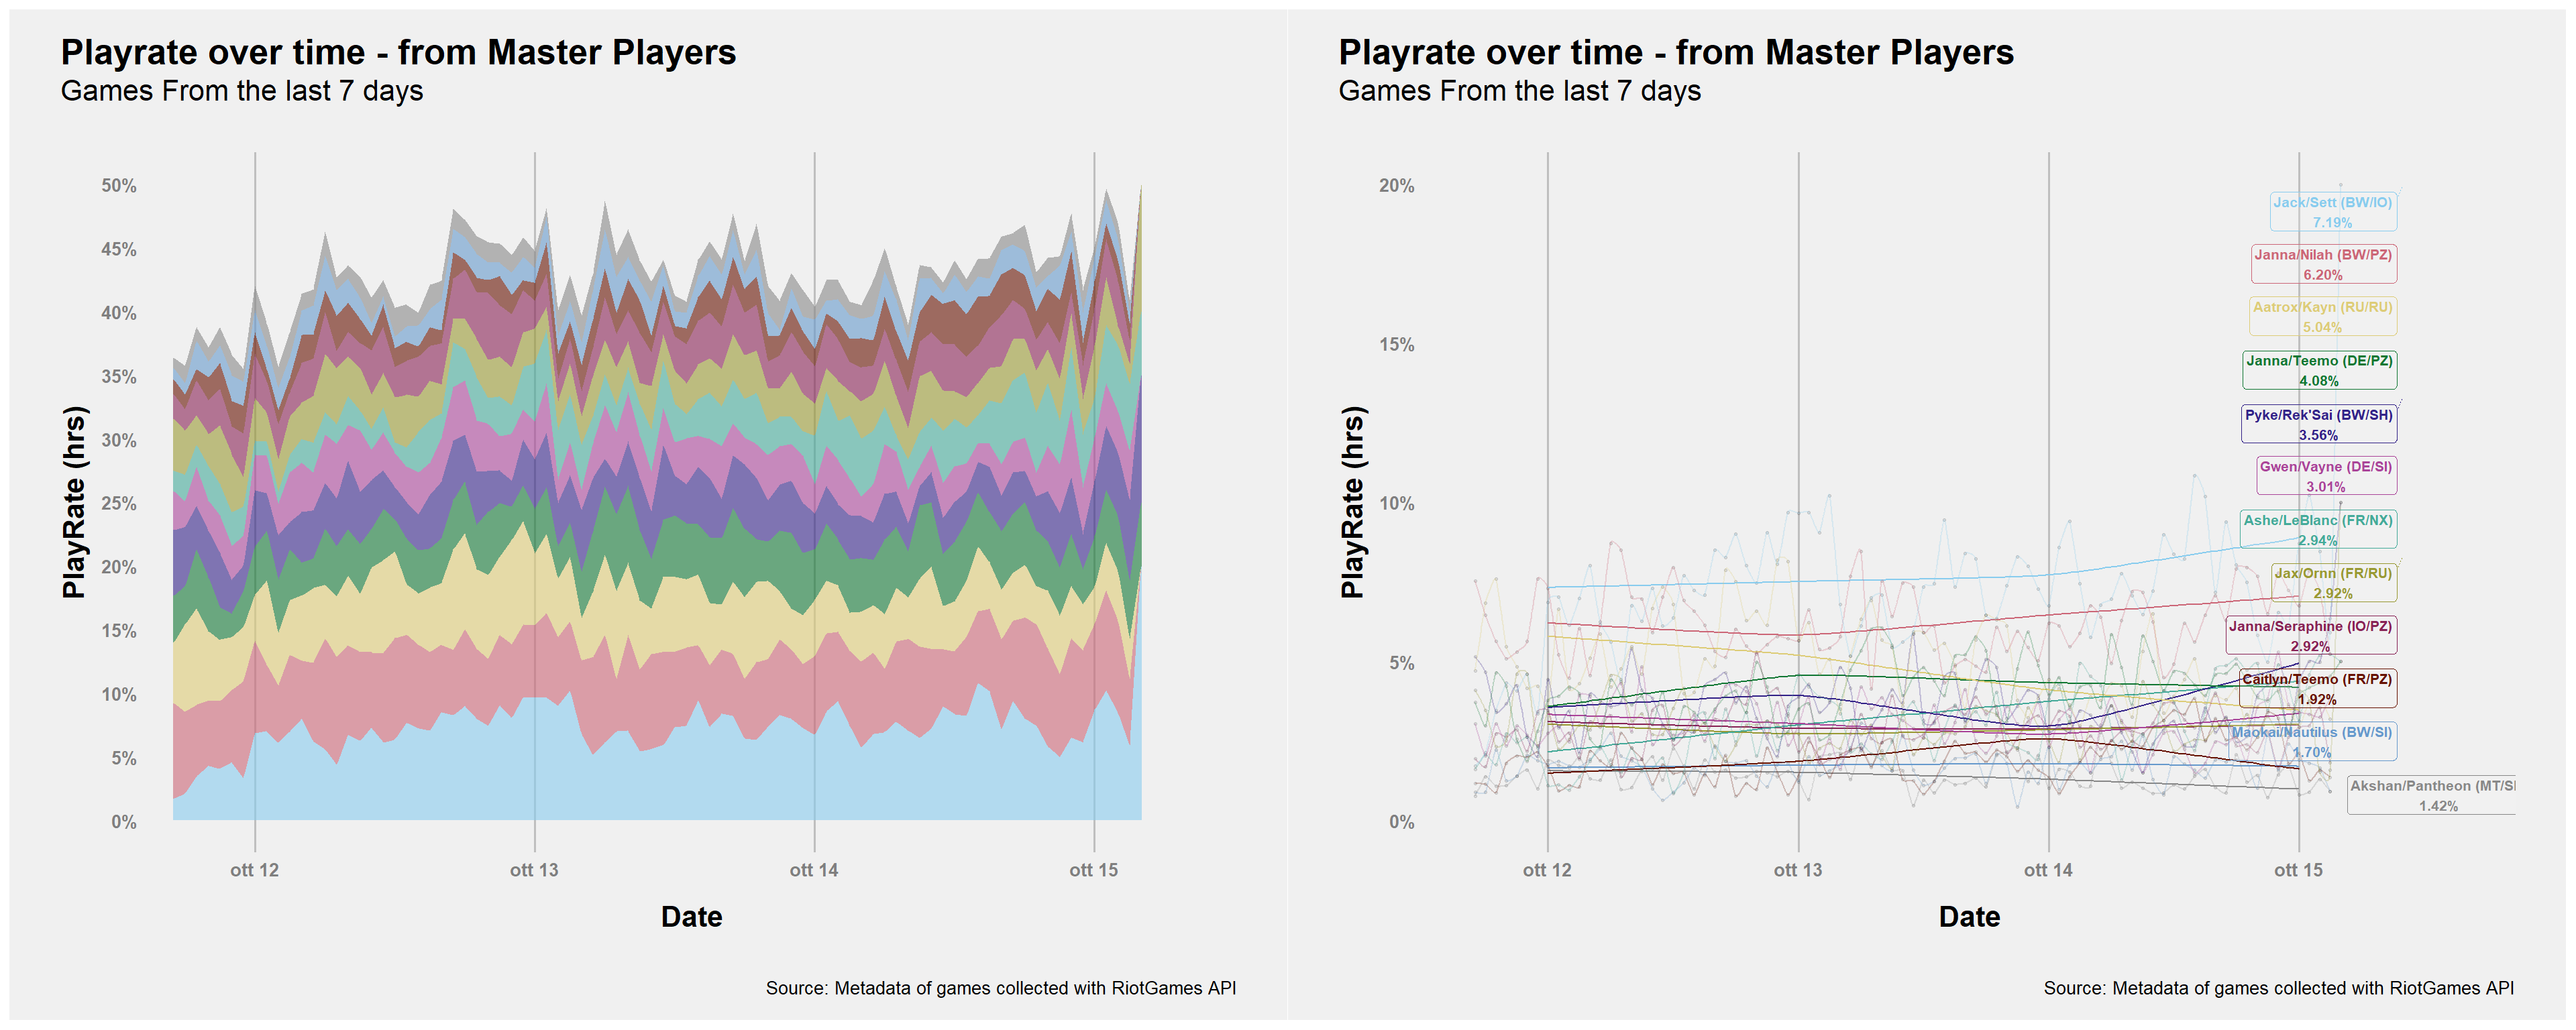 Playrate over time - from Master Players
Games From the last 7 days
50%
45%
40%
35%
30%
25%
20%
15%
10%
5%
0%
PlayRate (hrs)
ott 12
ott 13
ott 14
ott 15
Date
Source: Metadata of games collected with RiotGames API
Playrate over time - from Master Players
Games From the last 7 days
20%
15%
10%
5%
0%
PlayRate (hrs)
Jack/Sett (BW/IO)
7.19%
Janna/Nilah (BW/PZ)
6.20%
Aatrox/Kayn (RU/RU)
5.04%
Janna/Teemo (DE/PZ)
4.08%
Pyke/Rek'Sai (BW/SH)
3.56%
Gwen/Vayne (DE/SI)
3.01%
Ashe/LeBlanc (FR/NX)
2.94%
Jax/Ornn (FR/RU)
2.92%
Janna/Seraphine (IO/PZ)
2.92%
Caitlyn/Teemo (FR/PZ)
1.92%
Maokai/Nautilus (BW/SI)
1.70%
Akshan/Pantheon (MT/S
1.42%
ott 12
ott 13
ott 14
ott 15
Date
Source: Metadata of games collected with RiotGames API